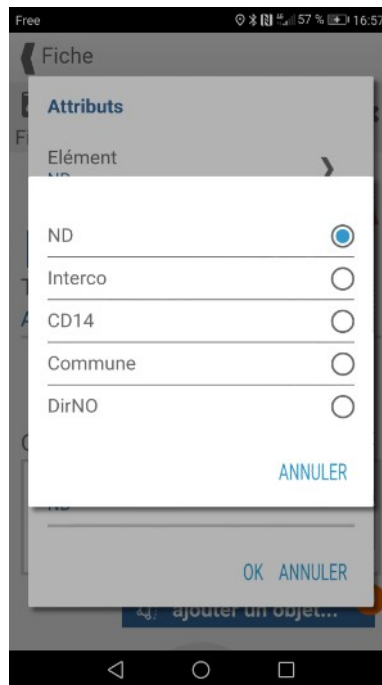 Free 57 % 16:57
Fiche
Attributs
Elément
ND
Interco
CD14
Commune
DirNO
ANNULER
OK ANNULER
ajouter un objet...